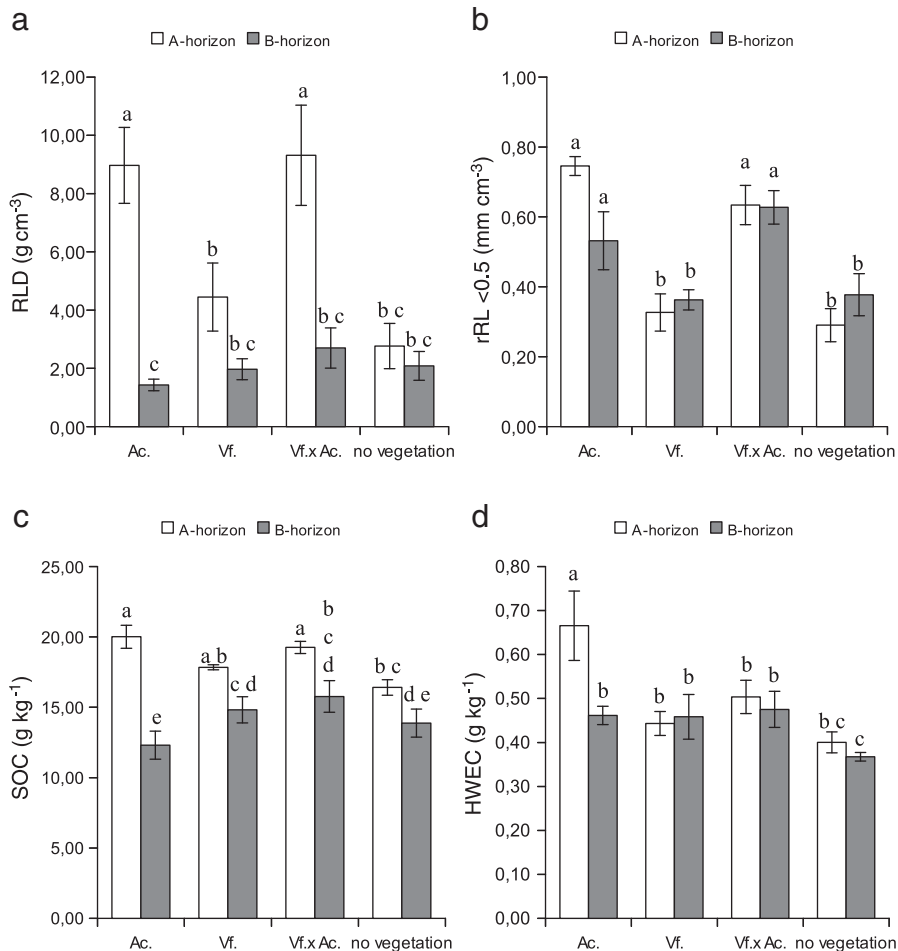 a
A-horizon B-horizon
12,00
10,00
8,00
6,00
4,00
2,00
0,00
RLD (g cm-3)
a
c
b
b c
a
b c
b c
b c
Ac. Vf. Vf.x Ac. no vegetation
b
A-horizon B-horizon
1,00
0,80
0,60
0,40
0,20
0,00
rRL <0.5 (mm cm-3)
a
a
b
b
a
a
b
b
Ac. Vf. Vf.x Ac. no vegetation
c
A-horizon B-horizon
25,00
20,00
15,00
10,00
5,00
0,00
SOC (g kg-1)
a
e
a b
c d
a
b
c
d
b c
d e
Ac. Vf. Vf.x Ac. no vegetation
d
A-horizon B-horizon
0,80
0,70
0,60
0,50
0,40
0,30
0,20
0,10
0,00
HWEC (g kg-1)
a
b
b
b
b
b
b c
c
Ac. Vf. Vf.x Ac. no vegetation